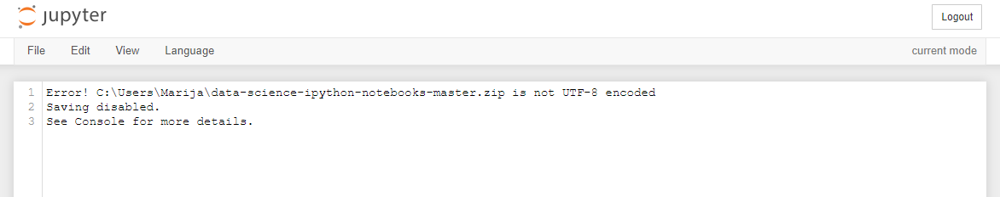 jupyter
Logout
File Edit View Language current mode
1 Error! C:\Users\Marija\data-science-ipython-notebooks-master.zip is not UTF-8 encoded
2 Saving disabled.
3 See Console for more details.